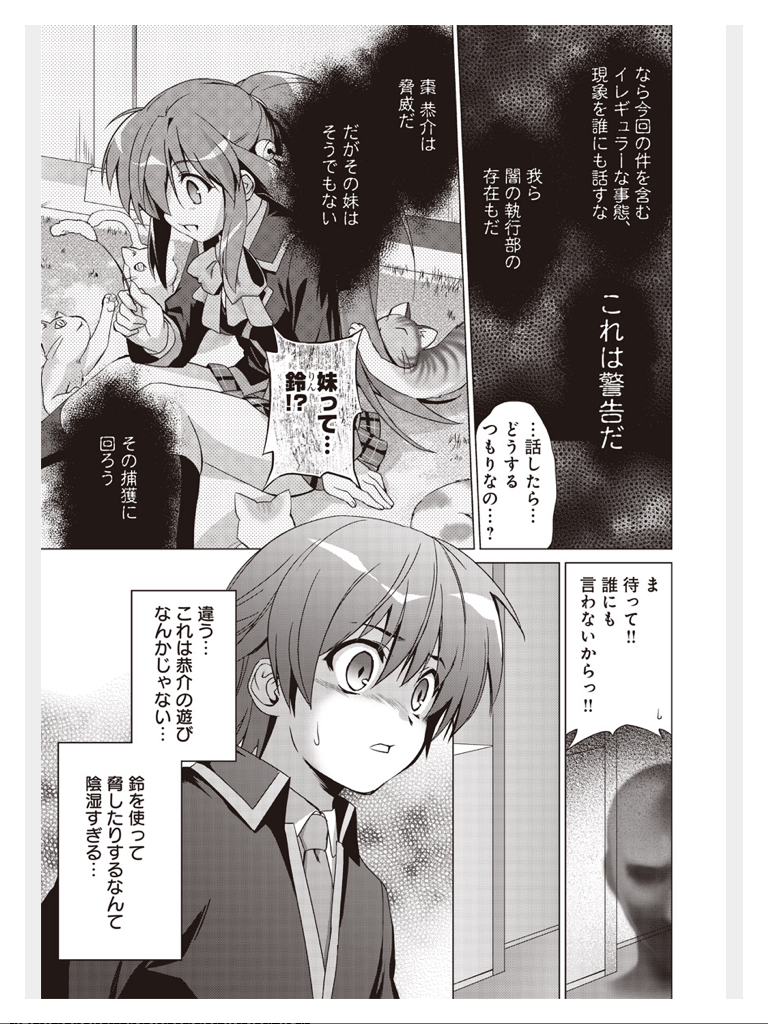 なら今回の件を含む
イレギュラーな事態、
現象を誰にも話すな
我ら
闇の執行部の
存在もだ
これは警告だ
…話したら…
どうする
つもりなの…?
棗 恭介は
脅威だ
だがその妹は
そうでもない
妹って…
鈴!?
りん
その捕獲に
回ろう
ま
待って!!
誰にも
言わないからっ!!
違う…
これは恭介の遊び
なんかじゃない…
鈴を使って
脅したりするなんて
陰湿すぎる…